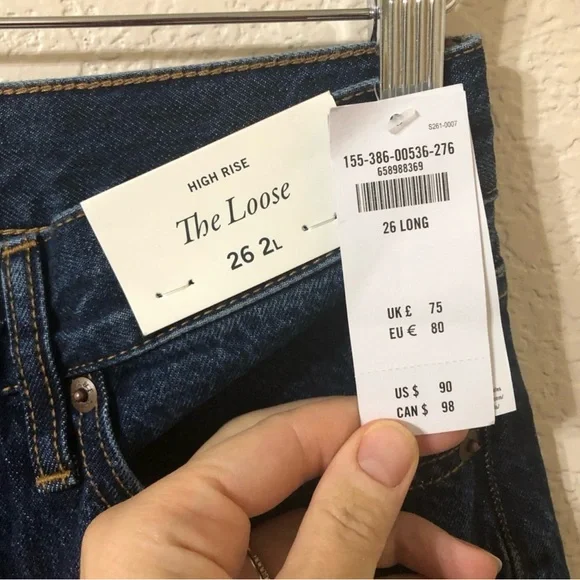 HIGH RISE
The Loose
26 2L
S261-0007
155-386-00536-276
658988369
26 LONG
UK £ 75
EU € 80
US $ 90
CAN $ 98